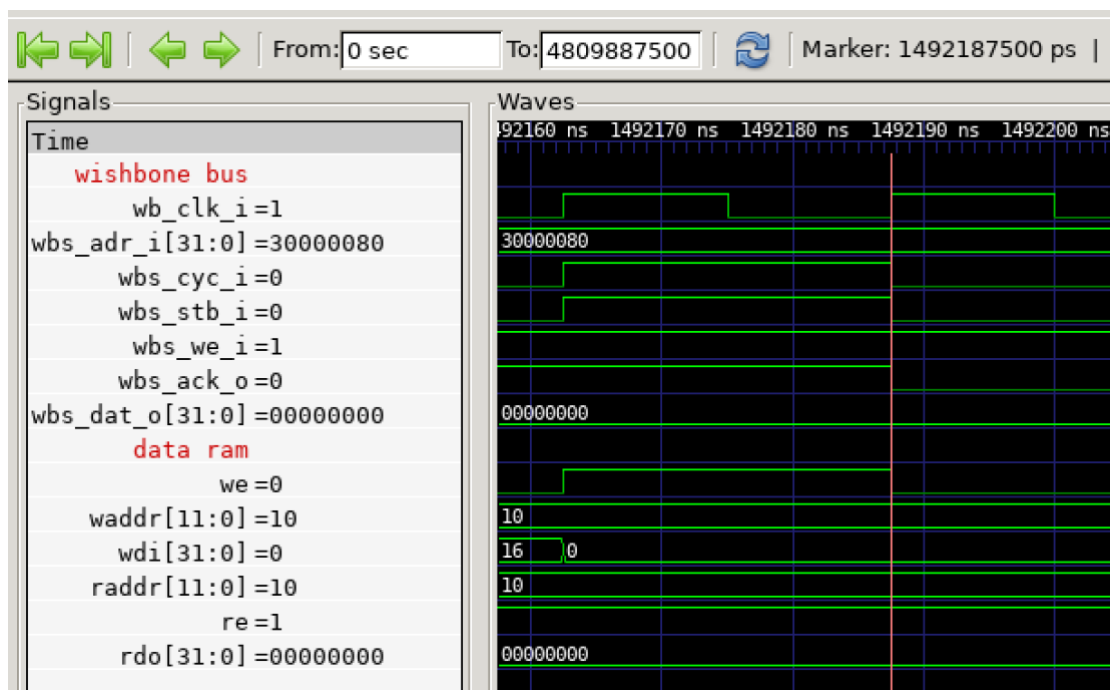 From: 0 sec To: 4809887500 Marker: 1492187500 ps |
Signals
Waves
Time
492160 ns 1492170 ns 1492180 ns 1492190 ns 1492200 ns
wishbone bus
wb_clk_i=1
wbs_adr_i[31:0]=30000080
30000080
wbs_cyc_i=0
wbs_stb_i=0
wbs_we_i=1
wbs_ack_o=0
wbs_dat_o[31:0]=00000000
00000000
data ram
we=0
waddr[11:0]=10
10
wdi[31:0]=0
16 0
raddr[11:0]=10
10
re=1
rdo[31:0]=00000000
00000000